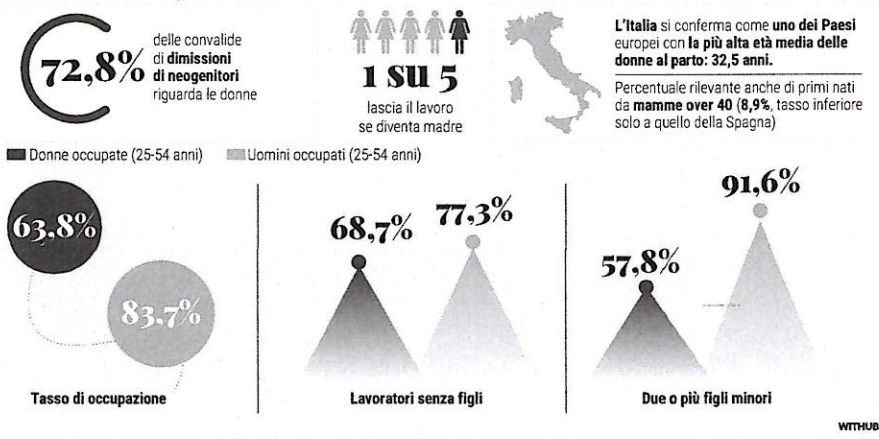 72,8%
delle convalide
di dimissioni
di neogenitori
riguarda le donne
1 su 5
lascia il lavoro
se diventa madre
L'Italia si conferma come uno dei Paesi
europei con la più alta età media delle
donne al parto: 32,5 anni.
Percentuale rilevante anche di primi nati
da mamme over 40 (8,9%, tasso inferiore
solo a quello della Spagna)
Donne occupate (25-54 anni)
Uomini occupati (25-54 anni)
63,8%
83,7%
Tasso di occupazione
68,7%
77,3%
Lavoratori senza figli
57,8%
91,6%
Due o più figli minori
WITHUB